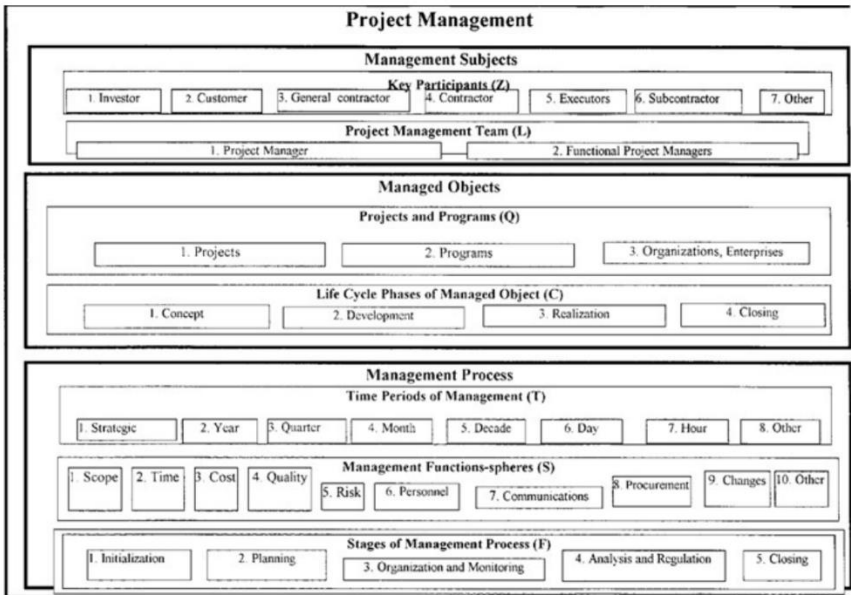 Project Management
Management Subjects
Key Participants (Z)
1. Investor 2. Customer 3. General contractor 4. Contractor 5. Executors 6. Subcontractor 7. Other
Project Management Team (L)
1. Project Manager 2. Functional Project Managers
Managed Objects
Projects and Programs (Q)
1. Projects 2. Programs 3. Organizations, Enterprises
Life Cycle Phases of Managed Object (C)
1. Concept 2. Development 3. Realization 4. Closing
Management Process
Time Periods of Management (T)
1. Strategic 2. Year 3. Quarter 4. Month 5. Decade 6. Day 7. Hour 8. Other
Management Functions-spheres (S)
1. Scope 2. Time 3. Cost 4. Quality 5. Risk 6. Personnel 7. Communications 8. Procurement 9. Changes 10. Other
Stages of Management Process (F)
1. Initialization 2. Planning 3. Organization and Monitoring 4. Analysis and Regulation 5. Closing